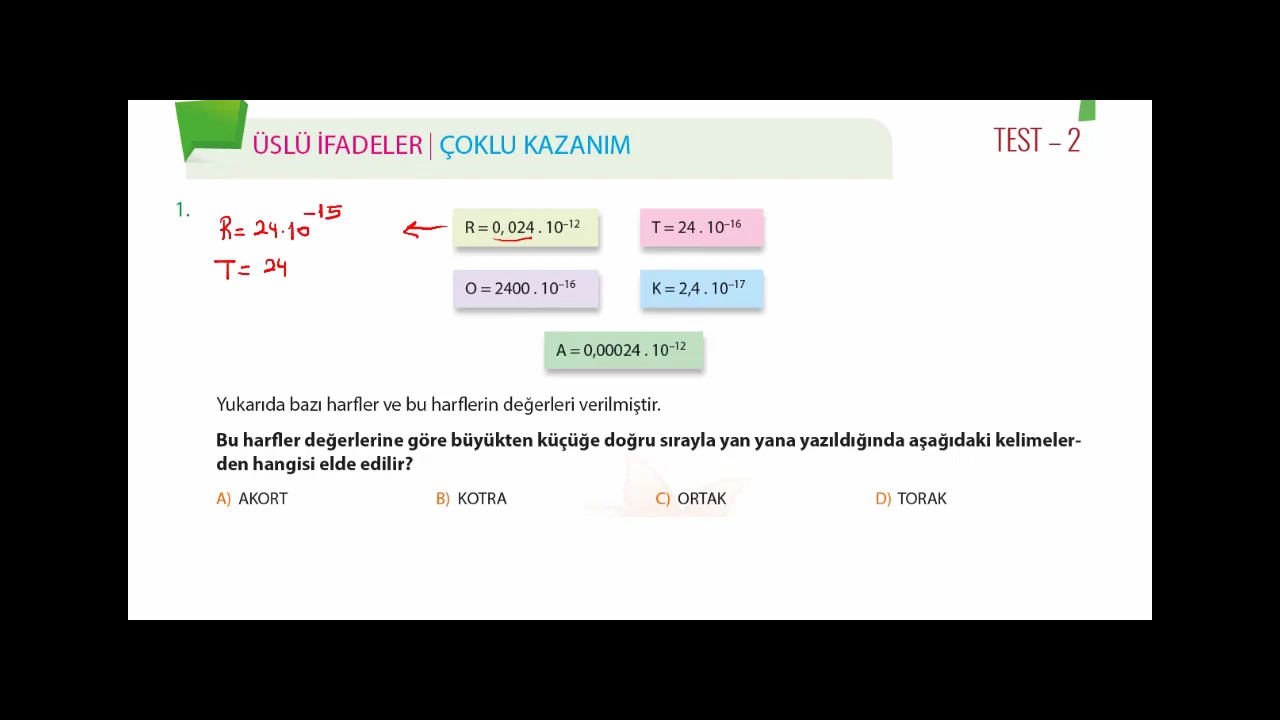 ÜSLÜ İFADELER | ÇOKLU KAZANIM
TEST – 2
1.
R = 24 · 10⁻¹⁵
T = 24
R = 0, 024 . 10⁻¹²
T = 24 . 10⁻¹⁶
O = 2400 . 10⁻¹⁶
K = 2,4 . 10⁻¹⁷
A = 0,00024 . 10⁻¹²
Yukarıda bazı harfler ve bu harflerin değerleri verilmiştir.
Bu harfler değerlerine göre büyükten küçüğe doğru sırayla yan yana yazıldığında aşağıdaki kelimeler-
den hangisi elde edilir?
A) AKORT B) KOTRA C) ORTAK D) TORAK